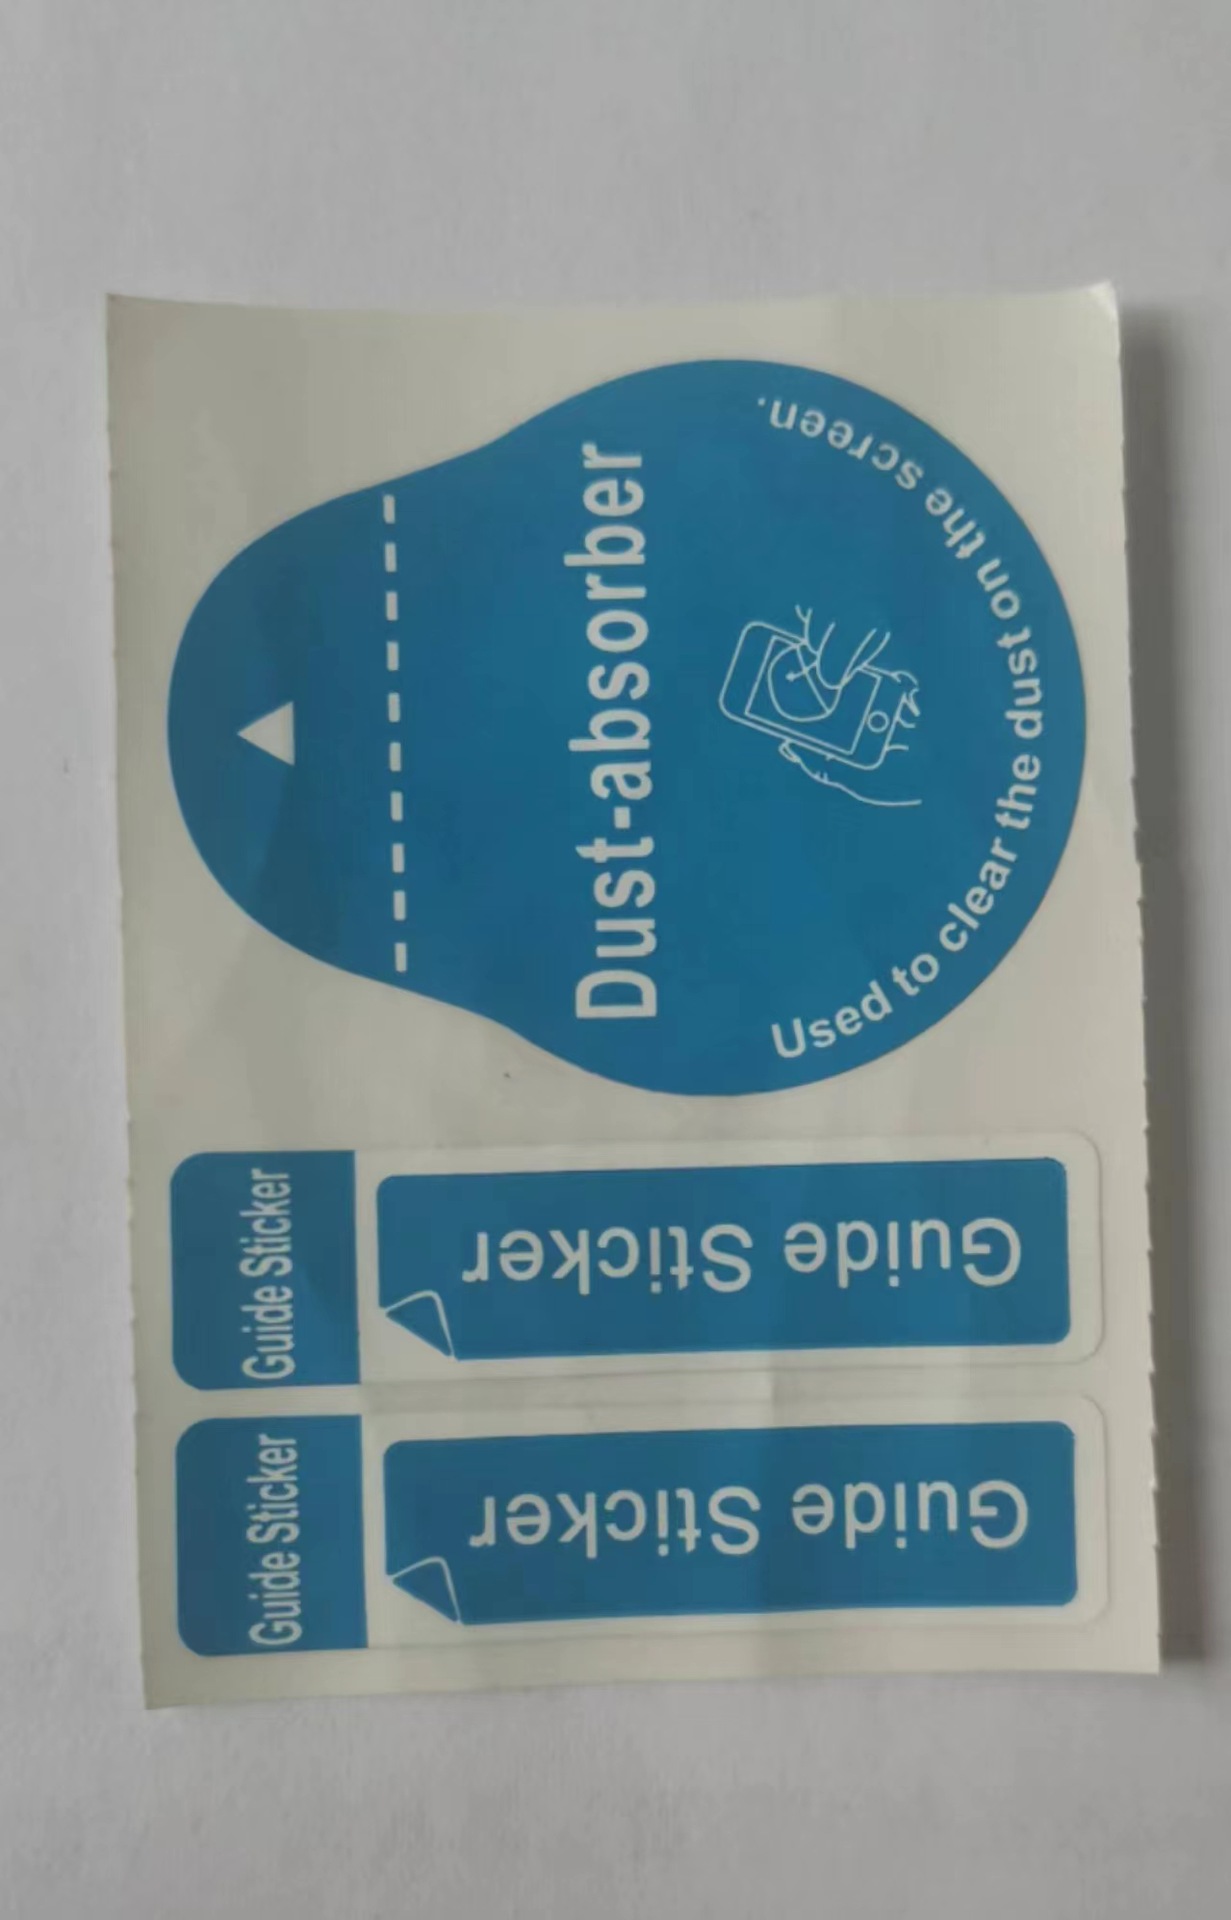 Dust-absorber
Used to clear the dust on the screen.
Guide Sticker
Guide Sticker
Guide Sticker
Guide Sticker